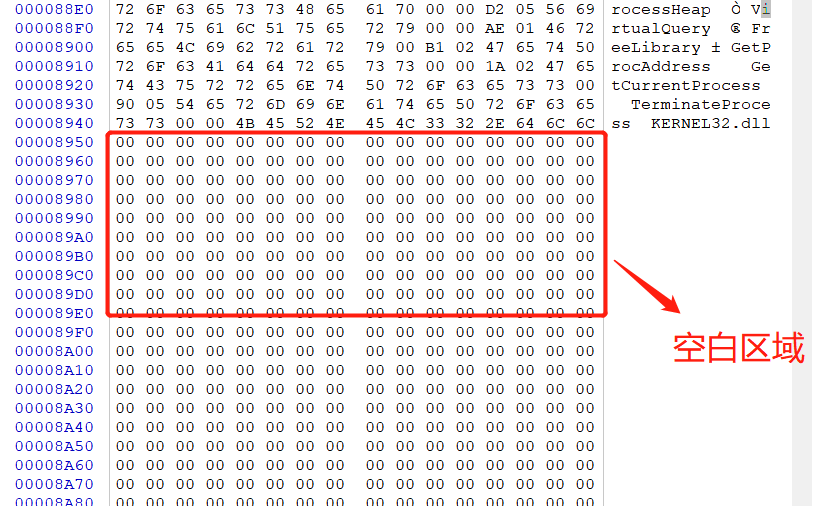 000088E0 72 6F 63 65 73 73 48 65 61 70 00 00 D2 05 56 69 rocessHeap ò Vi
000088F0 72 74 75 61 6C 51 75 65 72 79 00 00 AE 01 46 72 rtualQuery ® Fr
00008900 65 65 4C 69 62 72 61 72 79 00 B1 02 47 65 74 50 eeLibrary ± GetP
00008910 72 6F 63 41 64 64 72 65 73 73 00 00 1A 02 47 65 rocAddress Ge
00008920 74 43 75 72 72 65 6E 74 50 72 6F 63 65 73 73 00 tCurrentProcess
00008930 90 05 54 65 72 6D 69 6E 61 74 65 50 72 6F 63 65 TerminateProce
00008940 73 73 00 00 4B 45 52 4E 45 4C 33 32 2E 64 6C 6C ss KERNEL32.dll
00008950 00 00 00 00 00 00 00 00 00 00 00 00 00 00 00 00
00008960 00 00 00 00 00 00 00 00 00 00 00 00 00 00 00 00
00008970 00 00 00 00 00 00 00 00 00 00 00 00 00 00 00 00
00008980 00 00 00 00 00 00 00 00 00 00 00 00 00 00 00 00
00008990 00 00 00 00 00 00 00 00 00 00 00 00 00 00 00 00
000089A0 00 00 00 00 00 00 00 00 00 00 00 00 00 00 00 00
000089B0 00 00 00 00 00 00 00 00 00 00 00 00 00 00 00 00
000089C0 00 00 00 00 00 00 00 00 00 00 00 00 00 00 00 00
000089D0 00 00 00 00 00 00 00 00 00 00 00 00 00 00 00 00
000089E0 00 00 00 00 00 00 00 00 00 00 00 00 00 00 00 00
000089F0 00 00 00 00 00 00 00 00 00 00 00 00 00 00 00 00
空白区域
00008A00 00 00 00 00 00 00 00 00 00 00 00 00 00 00 00 00
00008A10 00 00 00 00 00 00 00 00 00 00 00 00 00 00 00 00
00008A20 00 00 00 00 00 00 00 00 00 00 00 00 00 00 00 00
00008A30 00 00 00 00 00 00 00 00 00 00 00 00 00 00 00 00
00008A40 00 00 00 00 00 00 00 00 00 00 00 00 00 00 00 00
00008A50 00 00 00 00 00 00 00 00 00 00 00 00 00 00 00 00
00008A60 00 00 00 00 00 00 00 00 00 00 00 00 00 00 00 00
00008A70 00 00 00 00 00 00 00 00 00 00 00 00 00 00 00 00
00008A80 00 00 00 00 00 00 00 00 00 00 00 00 00 00 00 00